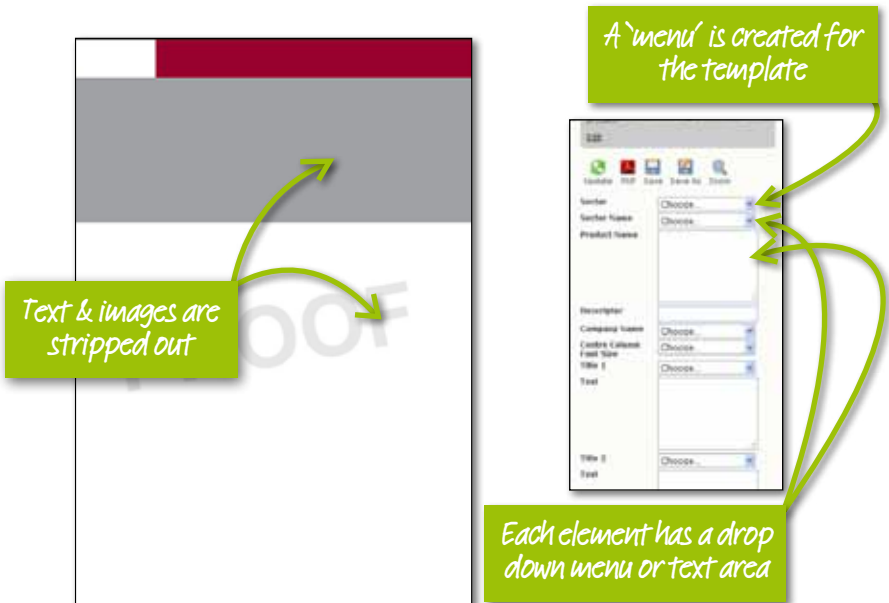 A 'menu' is created for
the template
Edit
Update PDF Save Save As Zoom
Sector Choose...
Sector Name Choose...
Product Name
Text & images are
stripped out
PROOF
Descriptor
Company Name Choose...
Centre Column
Font Size Choose...
Title 1 Choose...
Text
Title 2 Choose...
Text
Each element has a drop
down menu or text area